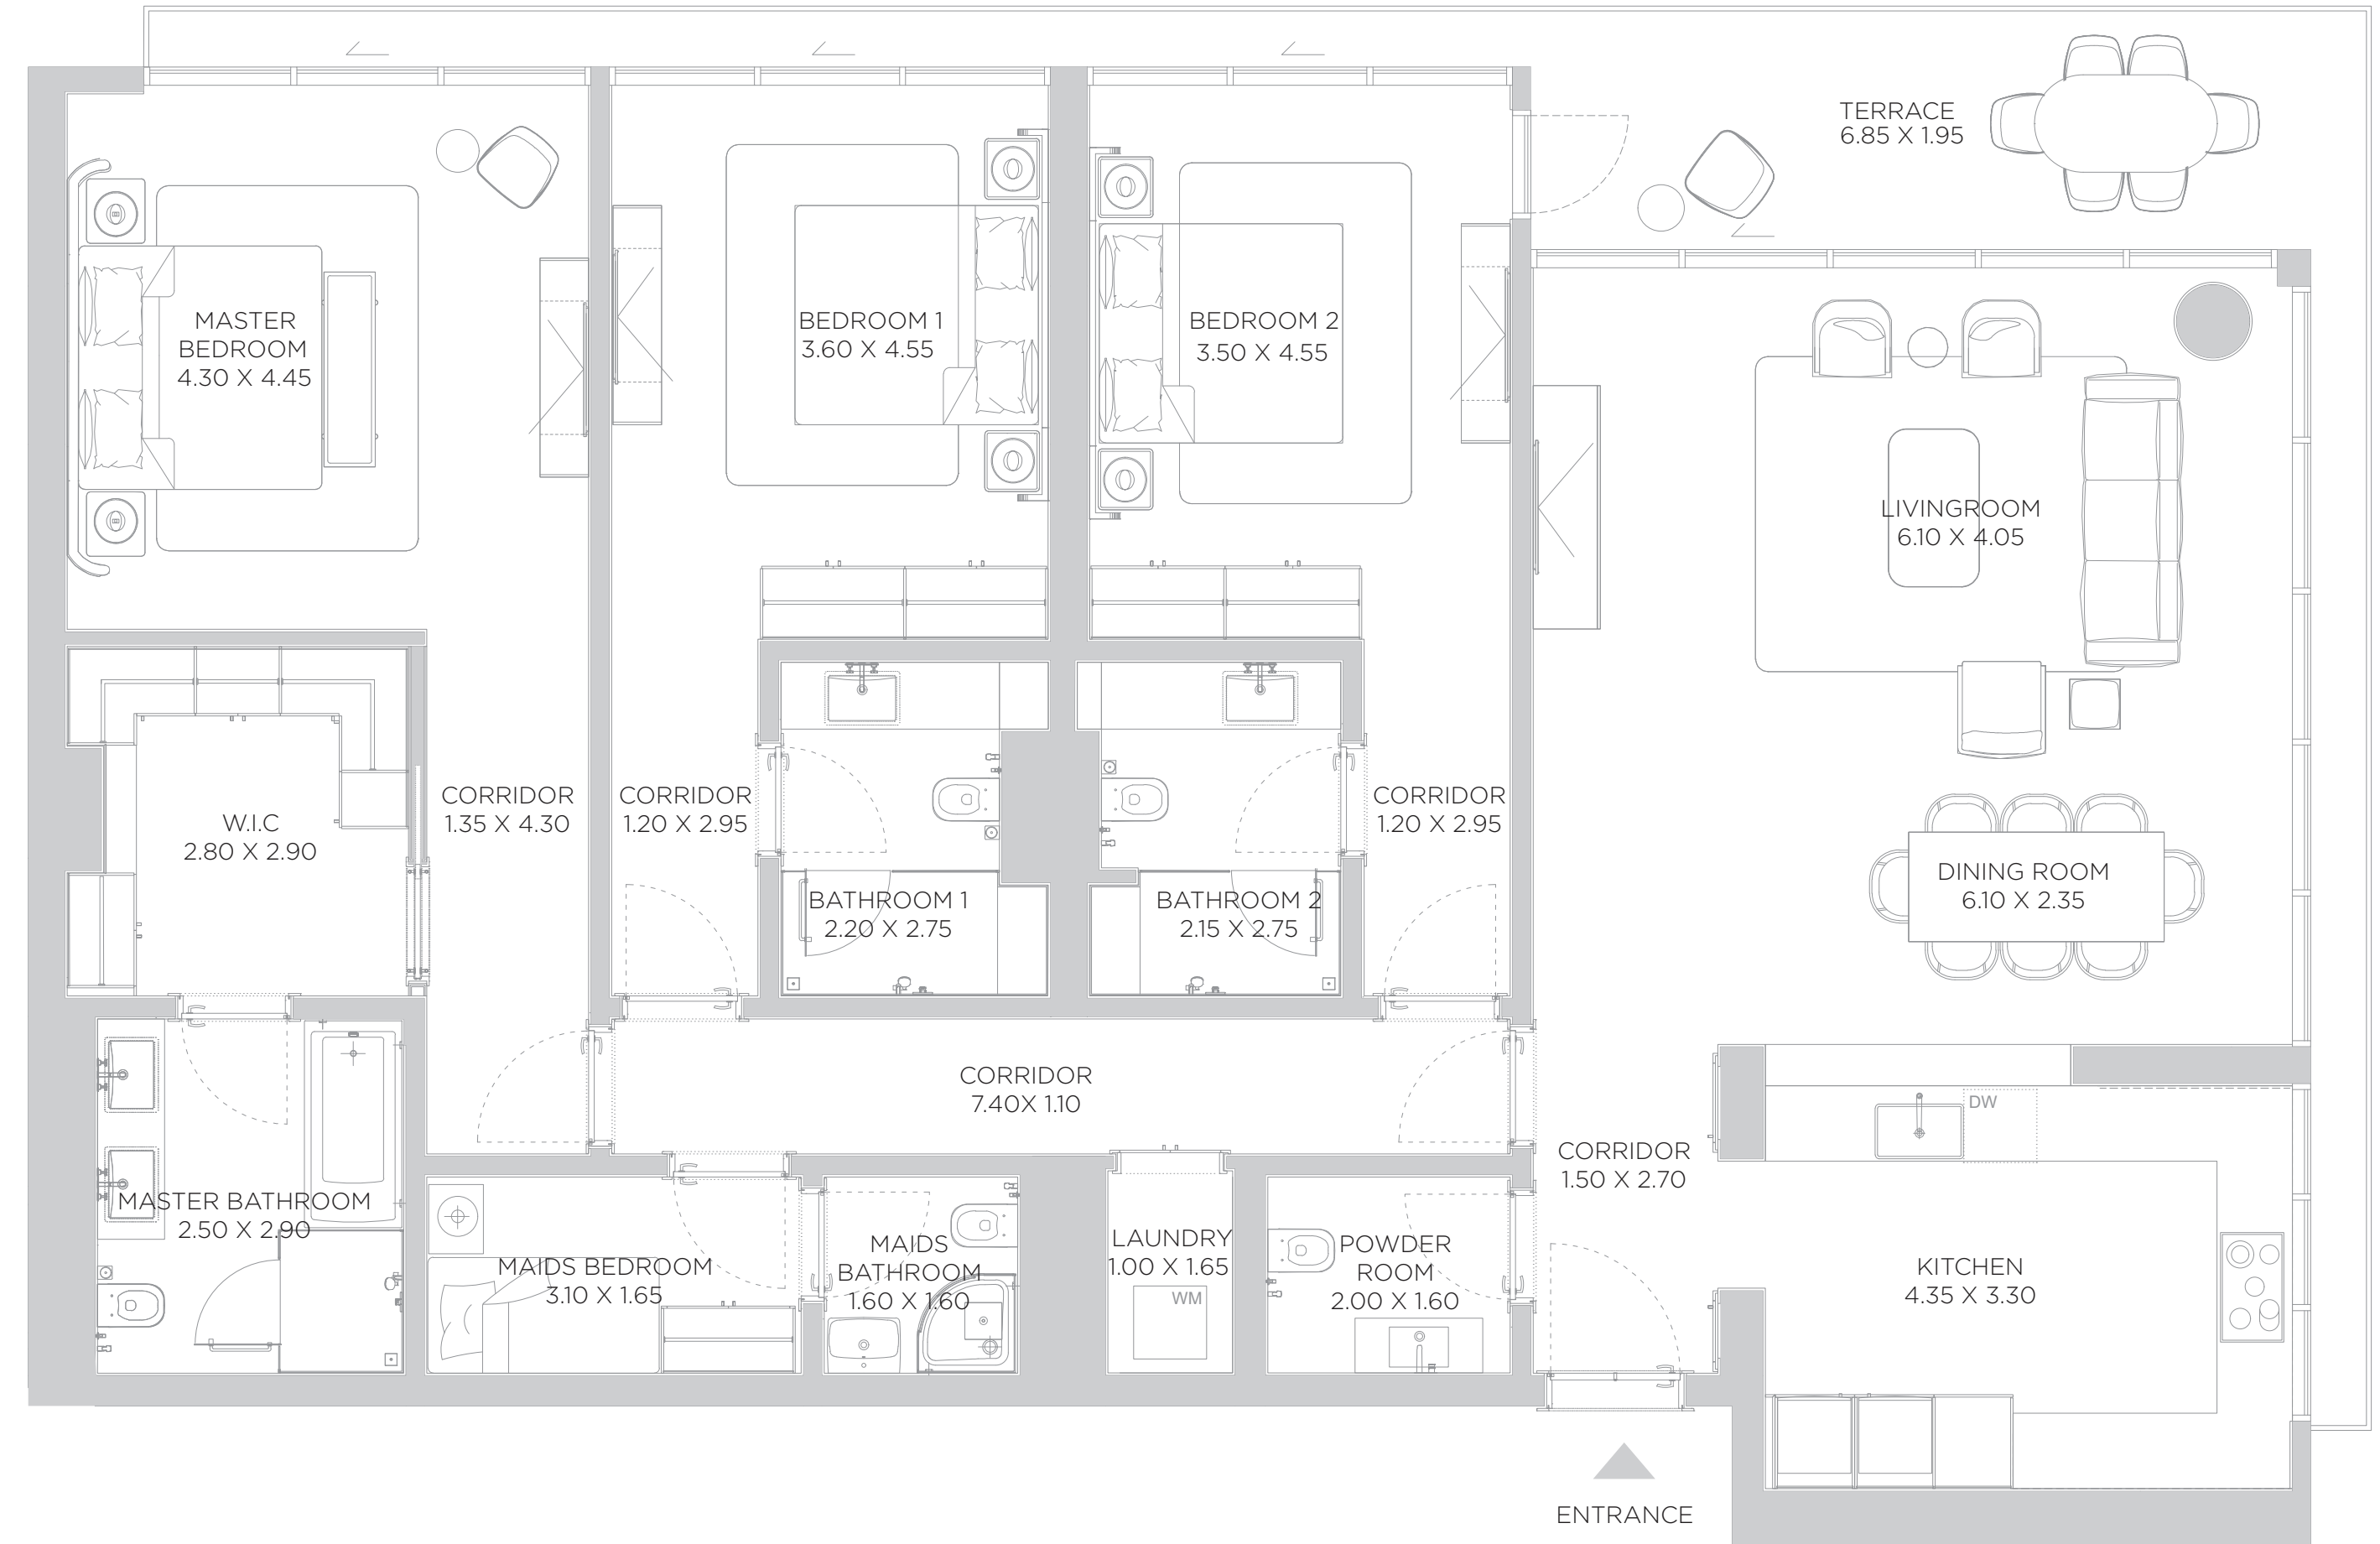 TERRACE
6.85 X 1.95
MASTER
BEDROOM
4.30 X 4.45
BEDROOM 1
3.60 X 4.55
BEDROOM 2
3.50 X 4.55
LIVINGROOM
6.10 X 4.05
W.I.C
2.80 X 2.90
CORRIDOR
1.35 X 4.30
CORRIDOR
1.20 X 2.95
CORRIDOR
1.20 X 2.95
BATHROOM 1
2.20 X 2.75
BATHROOM 2
2.15 X 2.75
DINING ROOM
6.10 X 2.35
CORRIDOR
7.40X 1.10
DW
CORRIDOR
1.50 X 2.70
MASTER BATHROOM
2.50 X 2.90
MAIDS BEDROOM
3.10 X 1.65
MAIDS
BATHROOM
1.60 X 1.60
LAUNDRY
1.00 X 1.65
WM
POWDER
ROOM
2.00 X 1.60
KITCHEN
4.35 X 3.30
ENTRANCE